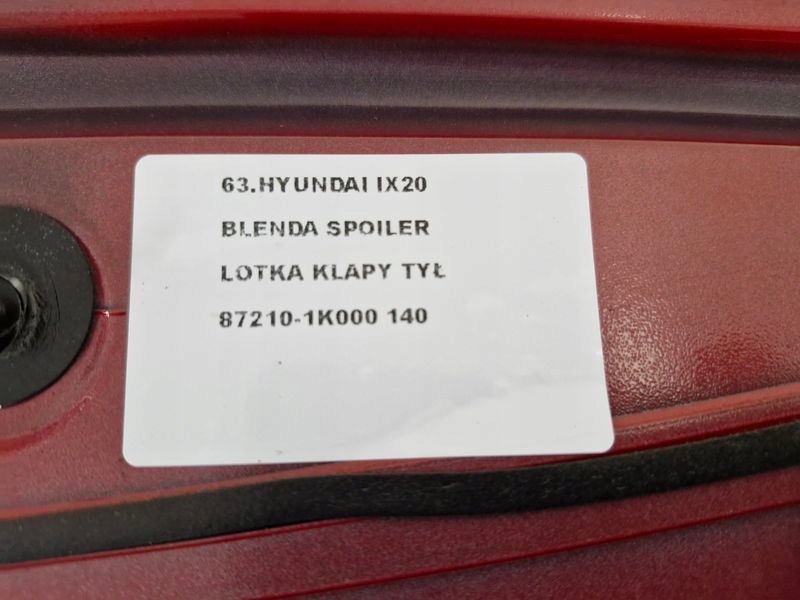 63.HYUNDAI IX20
BLENDA SPOILER
LOTKA KLAPY TYŁ
87210-1K000 140